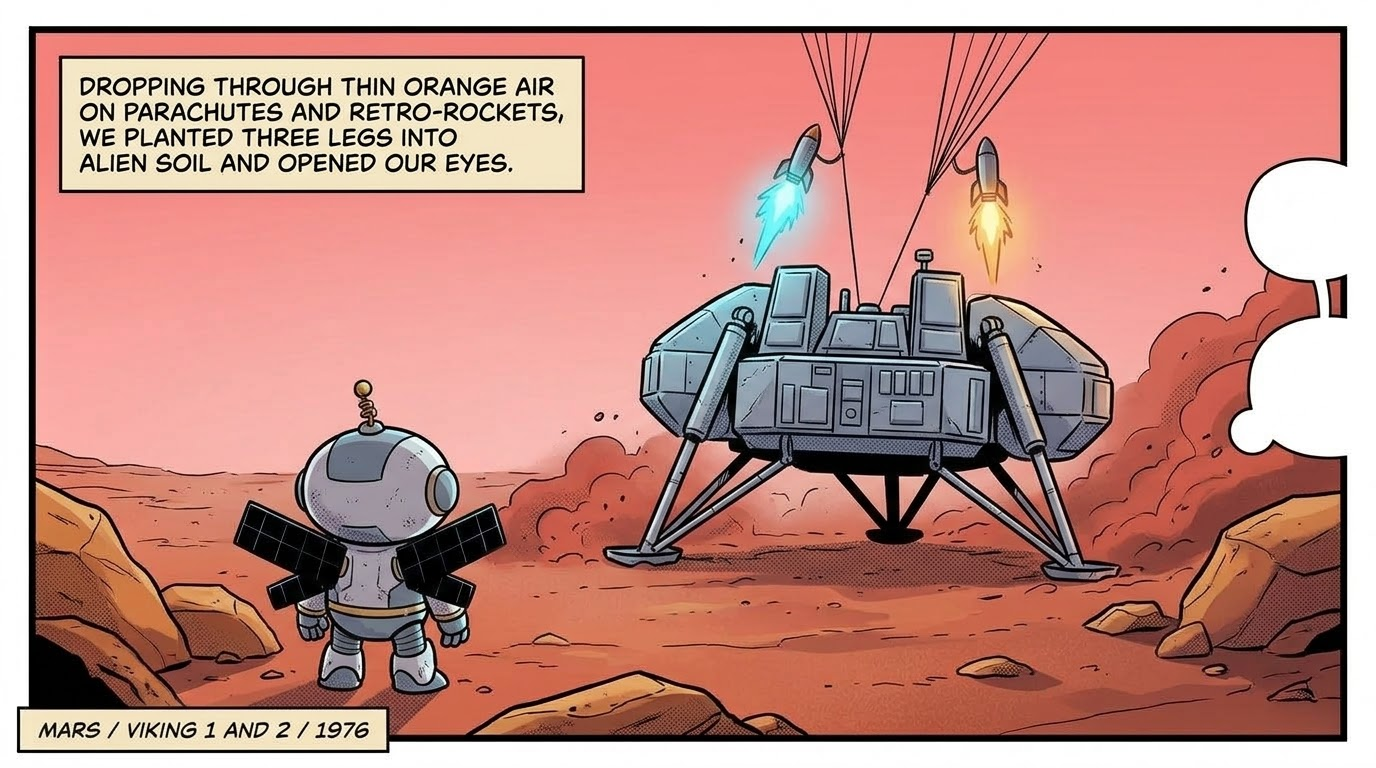 DROPPING THROUGH THIN ORANGE AIR
ON PARACHUTES AND RETRO-ROCKETS,
WE PLANTED THREE LEGS INTO
ALIEN SOIL AND OPENED OUR EYES.
MARS / VIKING 1 AND 2 / 1976